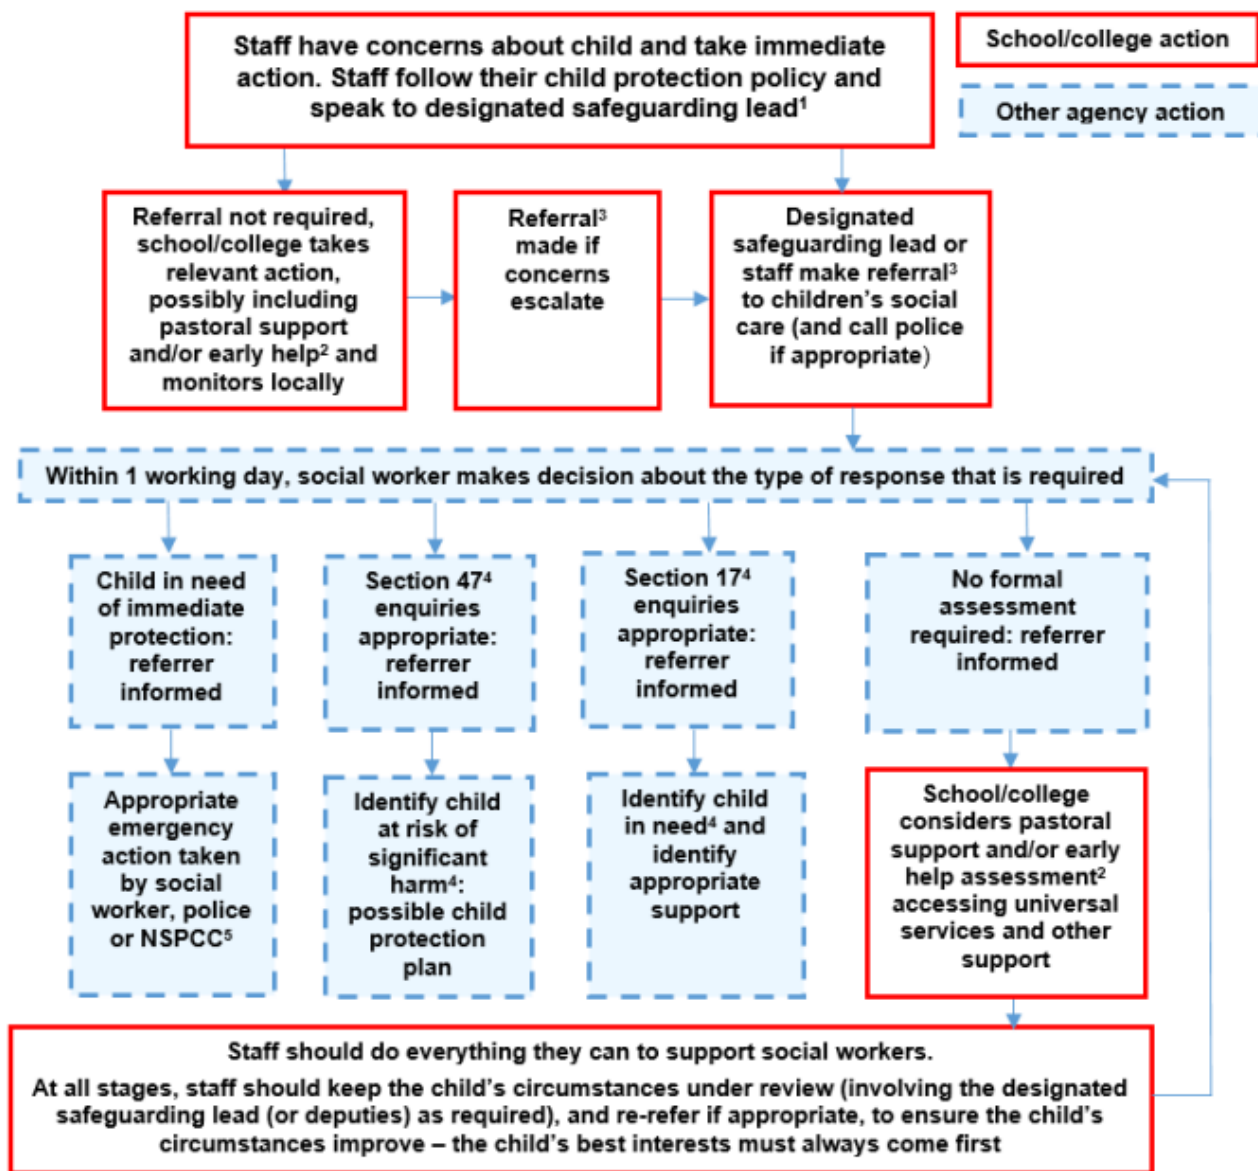 Staff have concerns about child and take immediate
action. Staff follow their child protection policy and
speak to designated safeguarding lead¹
School/college action
Other agency action
Referral not required,
school/college takes
relevant action,
possibly including
pastoral support
and/or early help² and
monitors locally
Referral³
made if
concerns
escalate
Designated
safeguarding lead or
staff make referral³
to children’s social
care (and call police
if appropriate)
Within 1 working day, social worker makes decision about the type of response that is required
Child in need
of immediate
protection:
referrer
informed
Section 47⁴
enquiries
appropriate:
referrer
informed
Section 17⁴
enquiries
appropriate:
referrer
informed
No formal
assessment
required: referrer
informed
Appropriate
emergency
action taken
by social
worker, police
or NSPCC⁵
Identify child
at risk of
significant
harm⁴:
possible child
protection
plan
Identify child
in need⁴ and
identify
appropriate
support
School/college
considers pastoral
support and/or early
help assessment²
accessing universal
services and other
support
Staff should do everything they can to support social workers.
At all stages, staff should keep the child’s circumstances under review (involving the designated
safeguarding lead (or deputies) as required), and re-refer if appropriate, to ensure the child’s
circumstances improve – the child’s best interests must always come first